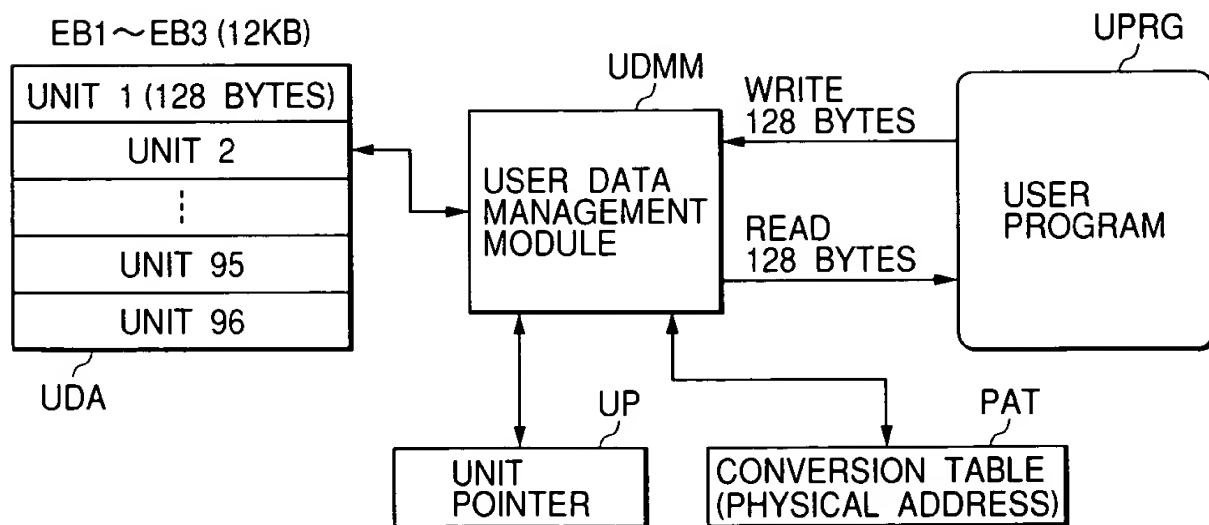 EB1～EB3 (12KB)
UNIT 1 (128 BYTES)
UNIT 2
UNIT 95
UNIT 96
UDA
UDMM
USER DATA
MANAGEMENT
MODULE
WRITE
128 BYTES
READ
128 BYTES
UPRG
USER
PROGRAM
UP
UNIT
POINTER
PAT
CONVERSION TABLE
(PHYSICAL ADDRESS)